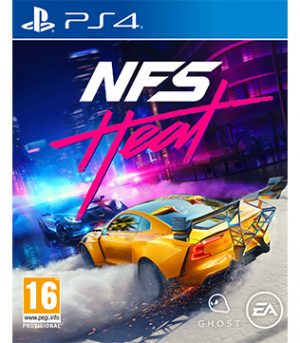 PS4
NFS
Heat
16
www.pegi.info
PROVISIONAL
GHOST
EA